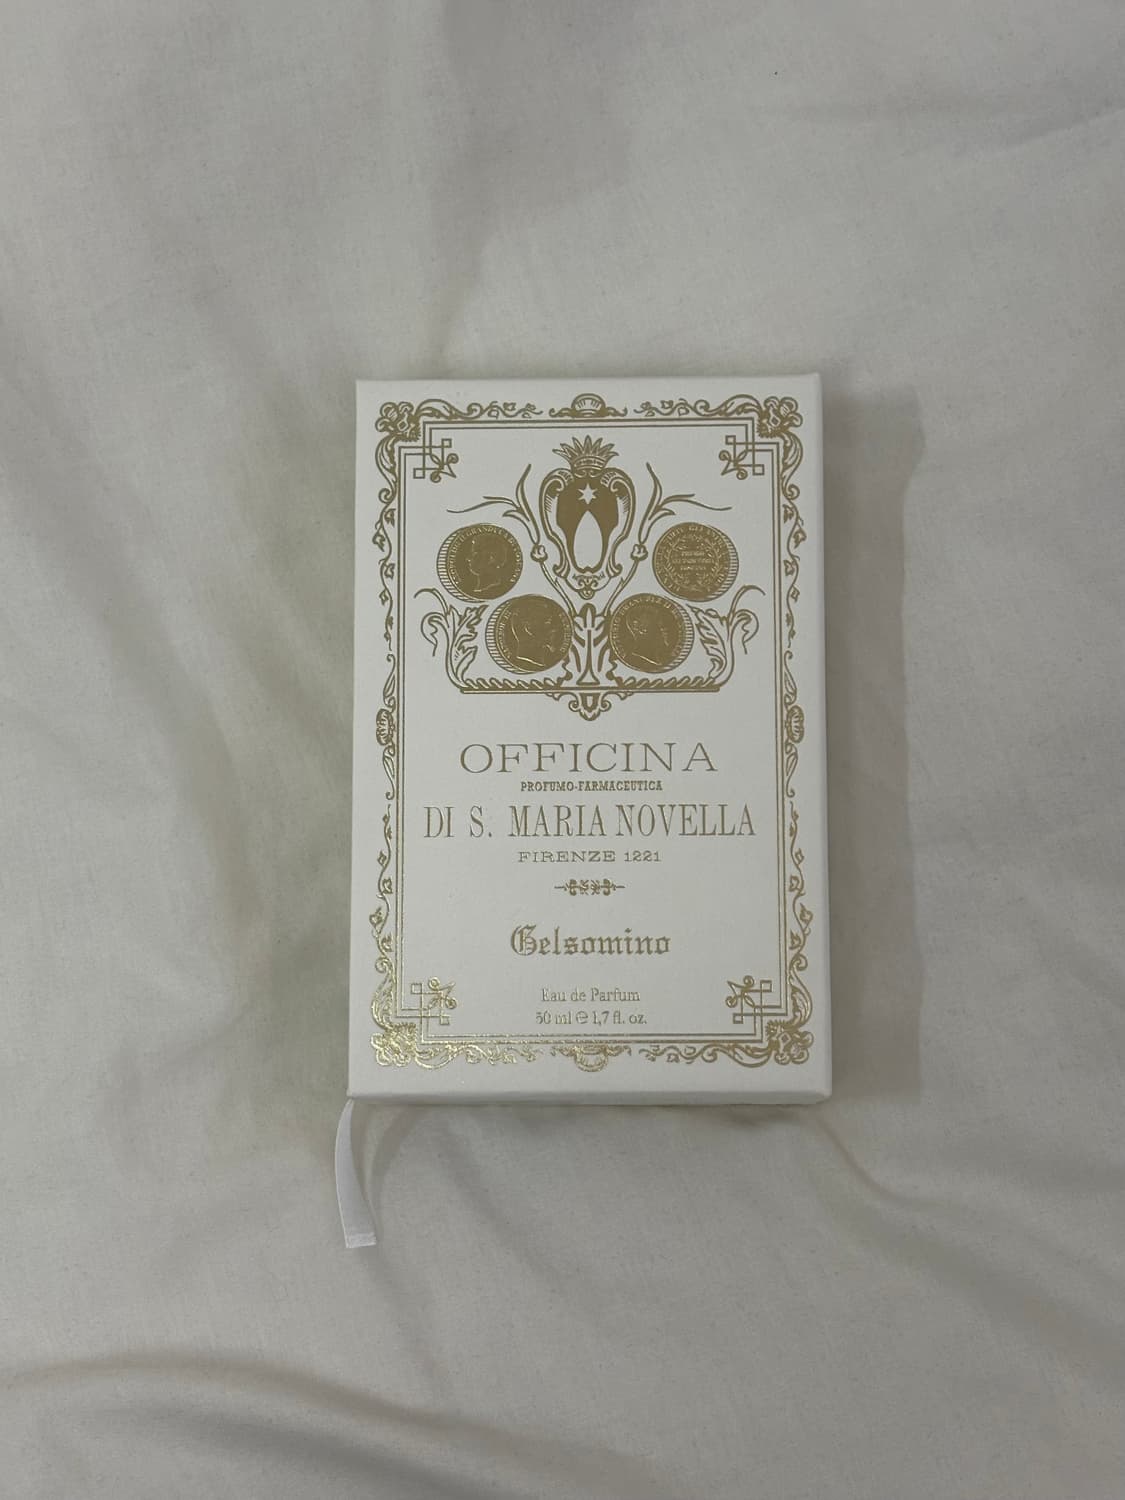 OFFICINA
PROFUMO-FARMACEUTICA
DI S. MARIA NOVELLA
FIRENZE 1221
Gelsomino
Eau de Parfum
50 ml ℮ 1,7 fl. oz.